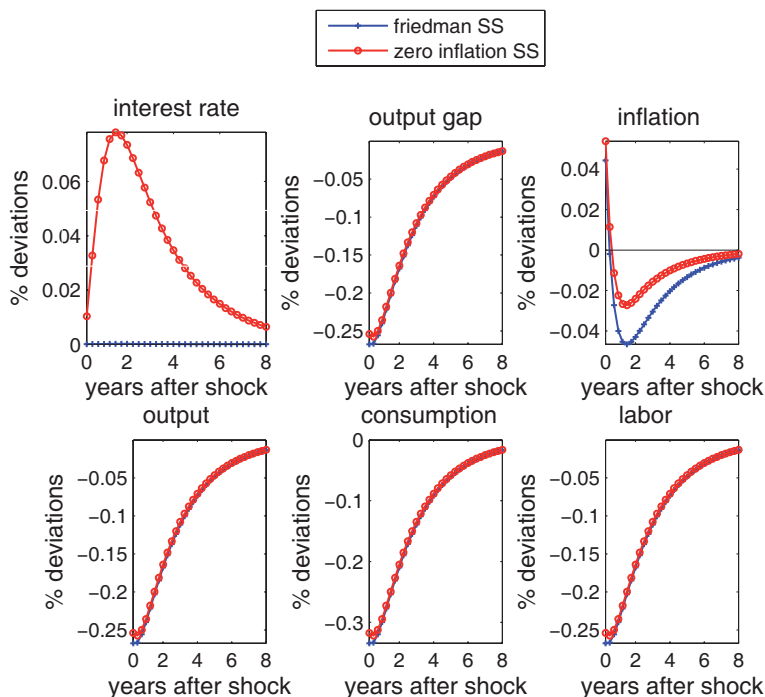 friedman SS
zero inflation SS
interest rate
% deviations
0.06
0.04
0.02
0
0 2 4 6 8
years after shock
output gap
% deviations
−0.05
−0.1
−0.15
−0.2
−0.25
0 2 4 6 8
years after shock
inflation
% deviations
0.04
0.02
0
−0.02
−0.04
0 2 4 6 8
years after shock
output
% deviations
−0.05
−0.1
−0.15
−0.2
−0.25
0 2 4 6 8
years after shock
consumption
% deviations
0
−0.1
−0.2
−0.3
0 2 4 6 8
years after shock
labor
% deviations
−0.05
−0.1
−0.15
−0.2
−0.25
0 2 4 6 8
years after shock